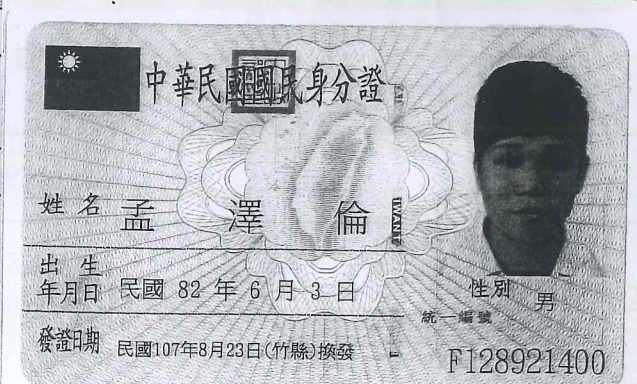 中華民國國民身分證
姓名 孟澤倫
出生年月日 民國 82 年 6 月 3 日
性別 男
統一編號
F128921400
發證日期 民國107年8月23日(竹縣)換發